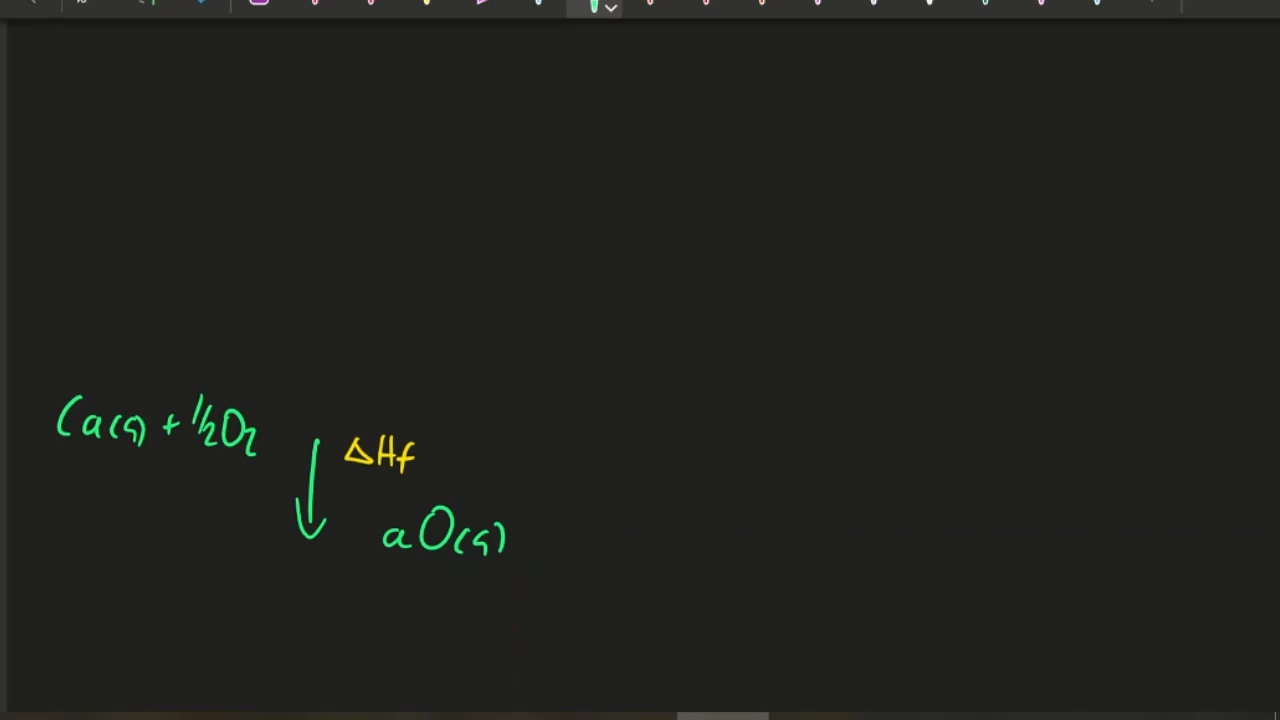 Ca(s) + ½O₂
ΔHf
aO(s)